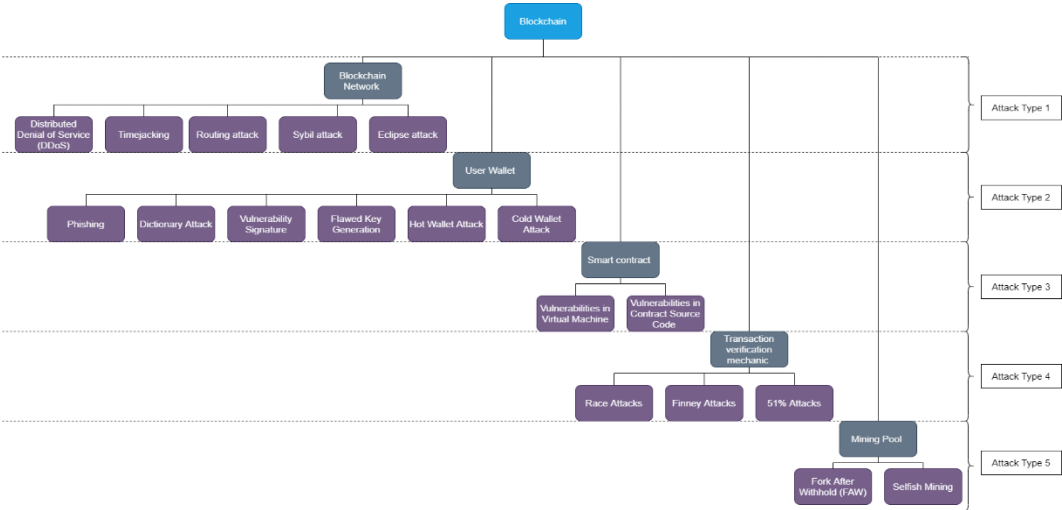 Blockchain
Blockchain
Network
Attack Type 1
Distributed
Denial of Service
(DDoS)
Timejacking
Routing attack
Sybil attack
Eclipse attack
User Wallet
Attack Type 2
Phishing
Dictionary Attack
Vulnerability
Signature
Flawed Key
Generation
Hot Wallet Attack
Cold Wallet
Attack
Smart contract
Attack Type 3
Vulnerabilities in
Virtual Machine
Vulnerabilities in
Contract Source
Code
Transaction
verification
mechanic
Attack Type 4
Race Attacks
Finney Attacks
51% Attacks
Mining Pool
Attack Type 5
Fork After
Withhold (FAW)
Selfish Mining